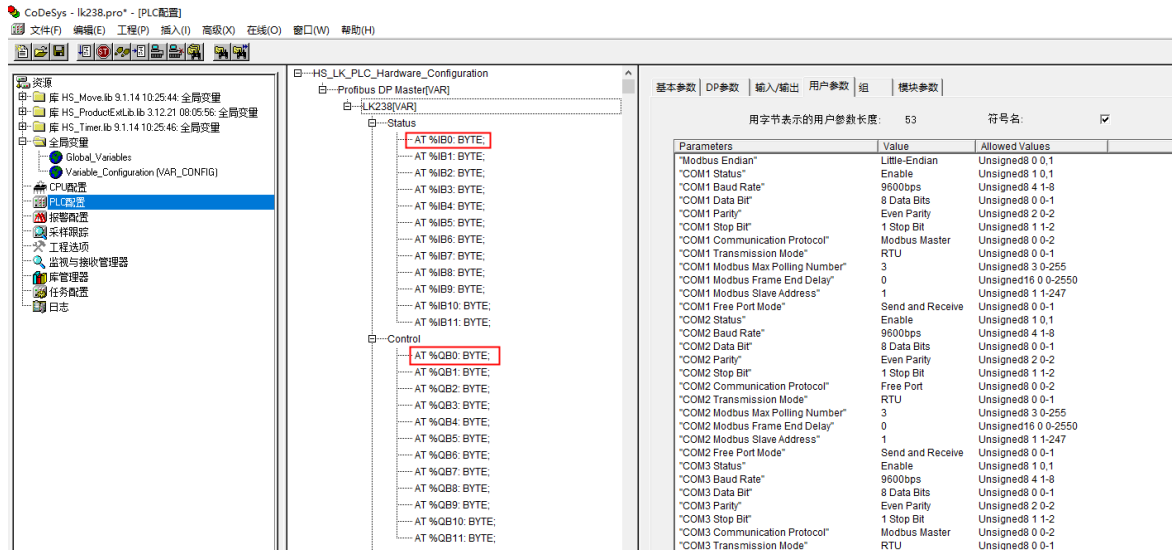 CoDeSys - lk238.pro* - [PLC配置]
文件(F) 编辑(E) 工程(P) 插入(I) 高级(X) 在线(O) 窗口(W) 帮助(H)
资源
库 HS_Move.lib 9.1.14 10:25:44: 全局变量
库 HS_ProductExtLib.lib 3.12.21 08:05:56: 全局变量
库 HS_Timer.lib 9.1.14 10:25:46: 全局变量
全局变量
Global_Variables
Variable_Configuration (VAR_CONFIG)
CPU配置
PLC配置
报警配置
采样跟踪
工程选项
监视与接收管理器
库管理器
任务配置
日志
HS_LK_PLC_Hardware_Configuration
Profibus DP Master[VAR]
LK238[VAR]
Status
AT %IB0: BYTE;
AT %IB1: BYTE;
AT %IB2: BYTE;
AT %IB3: BYTE;
AT %IB4: BYTE;
AT %IB5: BYTE;
AT %IB6: BYTE;
AT %IB7: BYTE;
AT %IB8: BYTE;
AT %IB9: BYTE;
AT %IB10: BYTE;
AT %IB11: BYTE;
Control
AT %QB0: BYTE;
AT %QB1: BYTE;
AT %QB2: BYTE;
AT %QB3: BYTE;
AT %QB4: BYTE;
AT %QB5: BYTE;
AT %QB6: BYTE;
AT %QB7: BYTE;
AT %QB8: BYTE;
AT %QB9: BYTE;
AT %QB10: BYTE;
AT %QB11: BYTE;
基本参数 DP参数 输入/输出 用户参数 组 模块参数
用字节表示的用户参数长度: 53 符号名:
Parameters Value Allowed Values
"Modbus Endian" Little-Endian Unsigned8 0 0,1
"COM1 Status" Enable Unsigned8 1 0,1
"COM1 Baud Rate" 9600bps Unsigned8 4 1-8
"COM1 Data Bit" 8 Data Bits Unsigned8 0 0-1
"COM1 Parity" Even Parity Unsigned8 2 0-2
"COM1 Stop Bit" 1 Stop Bit Unsigned8 1 1-2
"COM1 Communication Protocol" Modbus Master Unsigned8 0 0-2
"COM1 Transmission Mode" RTU Unsigned8 0 0-1
"COM1 Modbus Max Polling Number" 3 Unsigned8 3 0-255
"COM1 Modbus Frame End Delay" 0 Unsigned16 0 0-2550
"COM1 Modbus Slave Address" 1 Unsigned8 1 1-247
"COM1 Free Port Mode" Send and Receive Unsigned8 0 0-1
"COM2 Status" Enable Unsigned8 1 0,1
"COM2 Baud Rate" 9600bps Unsigned8 4 1-8
"COM2 Data Bit" 8 Data Bits Unsigned8 0 0-1
"COM2 Parity" Even Parity Unsigned8 2 0-2
"COM2 Stop Bit" 1 Stop Bit Unsigned8 1 1-2
"COM2 Communication Protocol" Free Port Unsigned8 0 0-2
"COM2 Transmission Mode" RTU Unsigned8 0 0-1
"COM2 Modbus Max Polling Number" 3 Unsigned8 3 0-255
"COM2 Modbus Frame End Delay" 0 Unsigned16 0 0-2550
"COM2 Modbus Slave Address" 1 Unsigned8 1 1-247
"COM2 Free Port Mode" Send and Receive Unsigned8 0 0-1
"COM3 Status" Enable Unsigned8 1 0,1
"COM3 Baud Rate" 9600bps Unsigned8 4 1-8
"COM3 Data Bit" 8 Data Bits Unsigned8 0 0-1
"COM3 Parity" Even Parity Unsigned8 2 0-2
"COM3 Stop Bit" 1 Stop Bit Unsigned8 1 1-2
"COM3 Communication Protocol" Modbus Master Unsigned8 0 0-2
"COM3 Transmission Mode" RTU Unsigned8 0 0-1